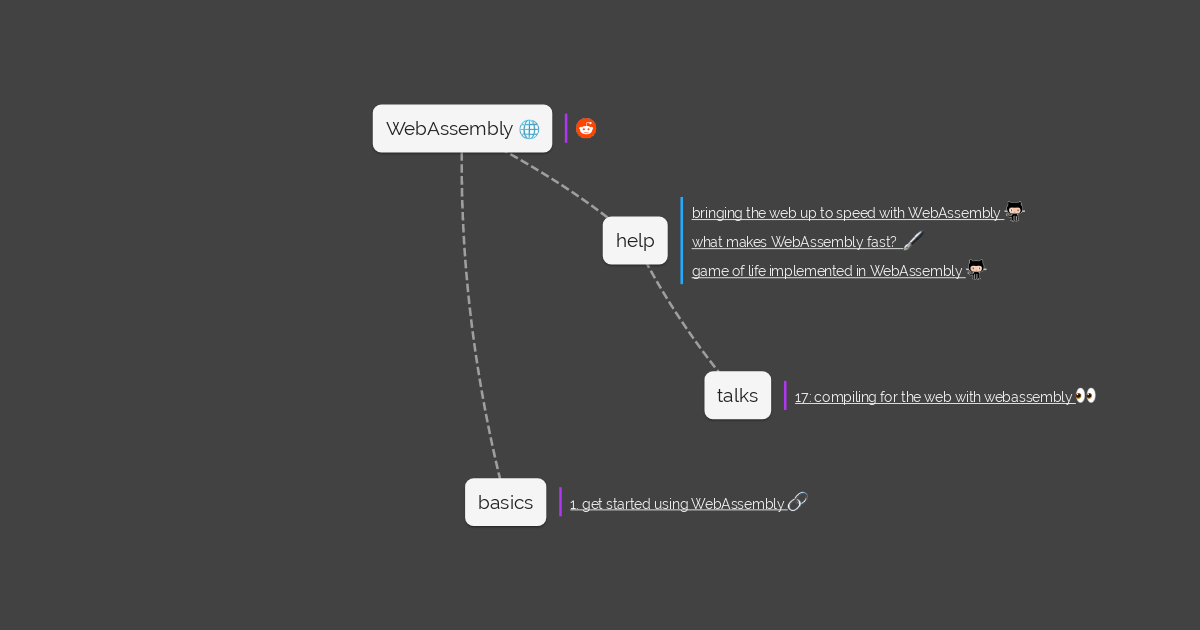 WebAssembly
help
bringing the web up to speed with WebAssembly
what makes WebAssembly fast?
game of life implemented in WebAssembly
talks
17: compiling for the web with webassembly
basics
1. get started using WebAssembly